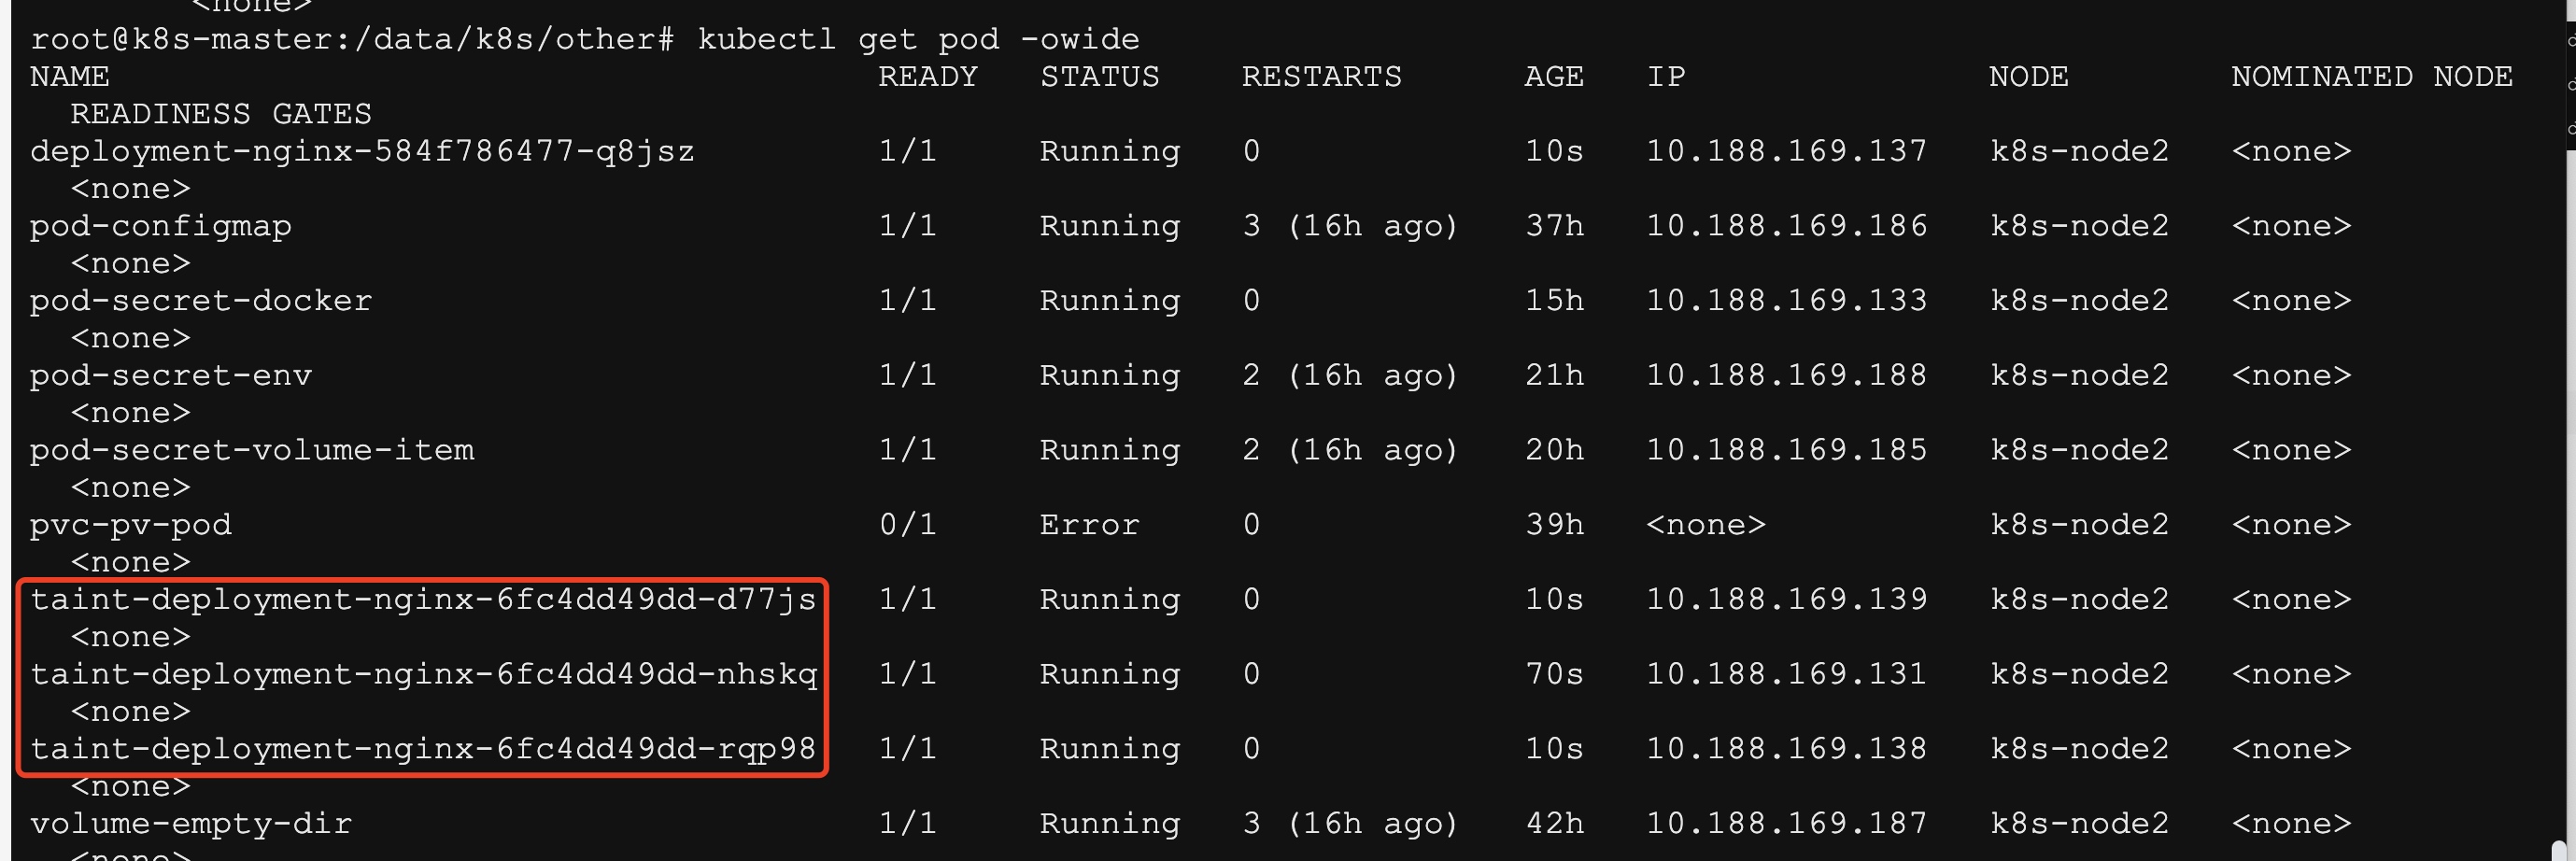 <none>
root@k8s-master:/data/k8s/other# kubectl get pod -owide
NAME READY STATUS RESTARTS AGE IP NODE NOMINATED NODE
READINESS GATES
deployment-nginx-584f786477-q8jsz 1/1 Running 0 10s 10.188.169.137 k8s-node2 <none>
<none>
pod-configmap 1/1 Running 3 (16h ago) 37h 10.188.169.186 k8s-node2 <none>
<none>
pod-secret-docker 1/1 Running 0 15h 10.188.169.133 k8s-node2 <none>
<none>
pod-secret-env 1/1 Running 2 (16h ago) 21h 10.188.169.188 k8s-node2 <none>
<none>
pod-secret-volume-item 1/1 Running 2 (16h ago) 20h 10.188.169.185 k8s-node2 <none>
<none>
pvc-pv-pod 0/1 Error 0 39h <none> k8s-node2 <none>
<none>
taint-deployment-nginx-6fc4dd49dd-d77js 1/1 Running 0 10s 10.188.169.139 k8s-node2 <none>
<none>
taint-deployment-nginx-6fc4dd49dd-nhskq 1/1 Running 0 70s 10.188.169.131 k8s-node2 <none>
<none>
taint-deployment-nginx-6fc4dd49dd-rqp98 1/1 Running 0 10s 10.188.169.138 k8s-node2 <none>
<none>
volume-empty-dir 1/1 Running 3 (16h ago) 42h 10.188.169.187 k8s-node2 <none>
<none>